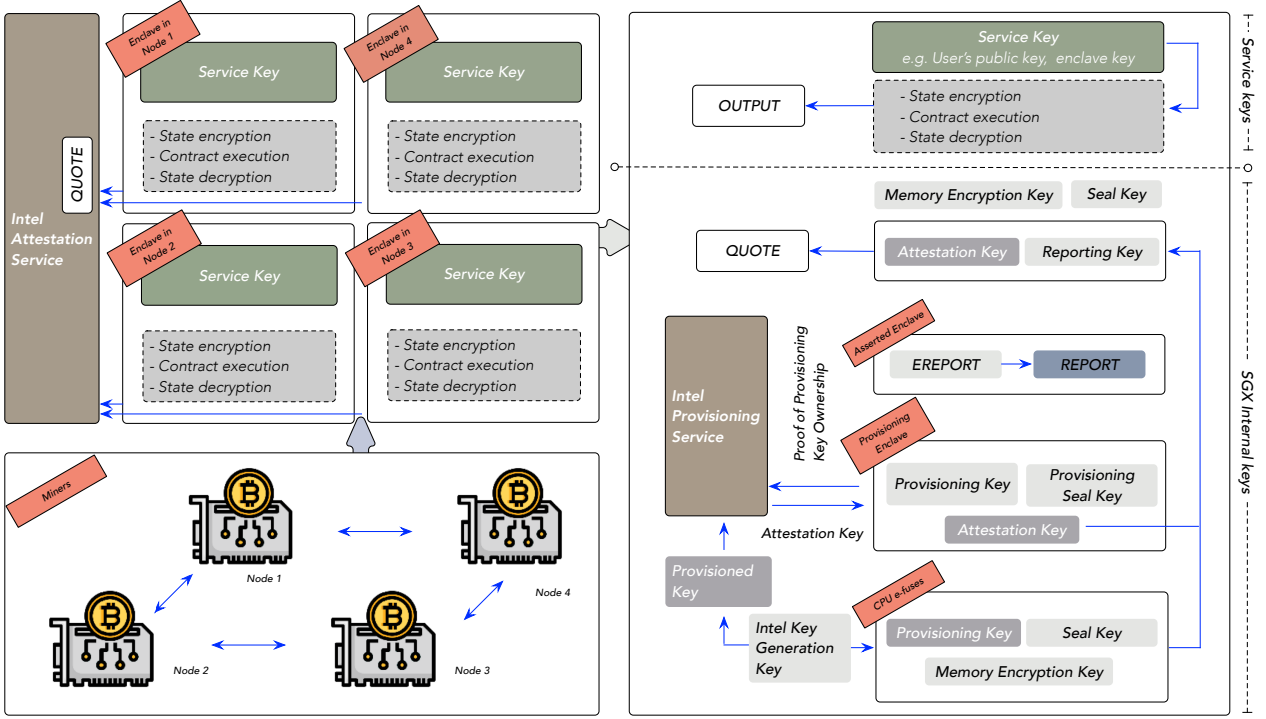 Intel
Attestation
Service
QUOTE
Enclave in
Node 1
Service Key
- State encryption
- Contract execution
- State decryption
Enclave in
Node 4
Service Key
- State encryption
- Contract execution
- State decryption
Enclave in
Node 2
Service Key
- State encryption
- Contract execution
- State decryption
Enclave in
Node 3
Service Key
- State encryption
- Contract execution
- State decryption
Miners
Node 1
Node 4
Node 2
Node 3
Service Key
e.g. User's public key, enclave key
OUTPUT
- State encryption
- Contract execution
- State decryption
Service keys
Memory Encryption Key
Seal Key
QUOTE
Attestation Key
Reporting Key
Asserted Enclave
EREPORT
REPORT
Intel
Provisioning
Service
Proof of Provisioning
Key Ownership
Attestation Key
Provisioning
Enclave
Provisioning Key
Provisioning
Seal Key
Attestation Key
Provisioned
Key
Intel Key
Generation
Key
CPU e-fuses
Provisioning Key
Seal Key
Memory Encryption Key
SGX Internal keys